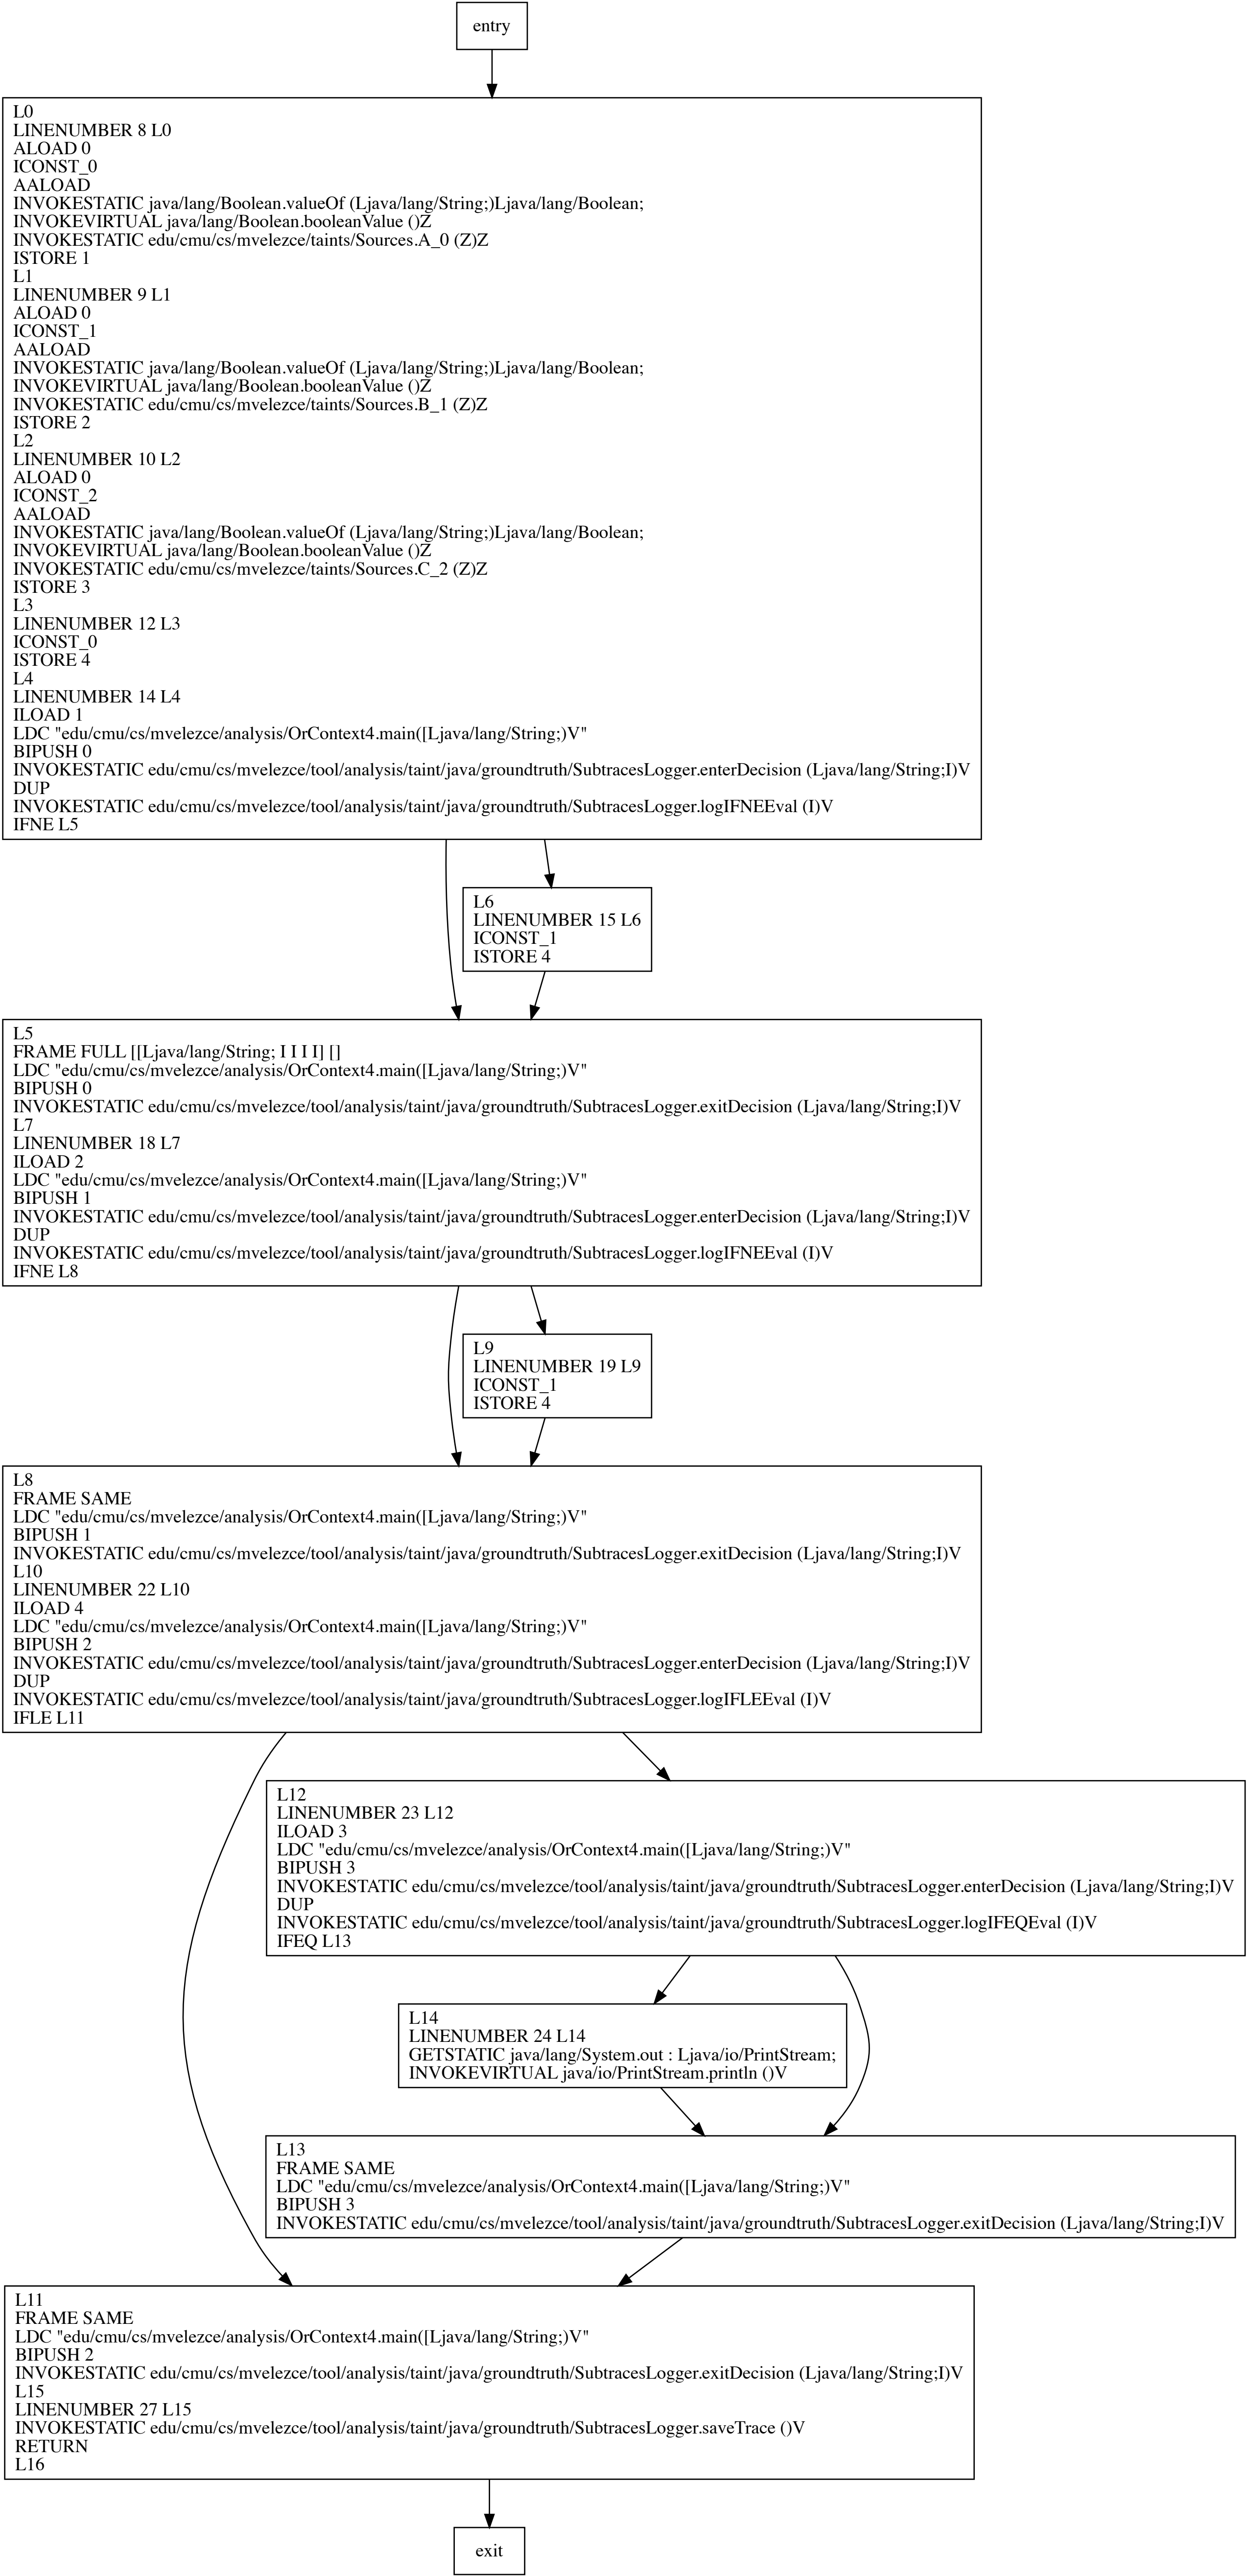 entry
L0
LINENUMBER 8 L0
ALOAD 0
ICONST_0
AALOAD
INVOKESTATIC java/lang/Boolean.valueOf (Ljava/lang/String;)Ljava/lang/Boolean;
INVOKEVIRTUAL java/lang/Boolean.booleanValue ()Z
INVOKESTATIC edu/cmu/cs/mvelezce/taints/Sources.A_0 (Z)Z
ISTORE 1
L1
LINENUMBER 9 L1
ALOAD 0
ICONST_1
AALOAD
INVOKESTATIC java/lang/Boolean.valueOf (Ljava/lang/String;)Ljava/lang/Boolean;
INVOKEVIRTUAL java/lang/Boolean.booleanValue ()Z
INVOKESTATIC edu/cmu/cs/mvelezce/taints/Sources.B_1 (Z)Z
ISTORE 2
L2
LINENUMBER 10 L2
ALOAD 0
ICONST_2
AALOAD
INVOKESTATIC java/lang/Boolean.valueOf (Ljava/lang/String;)Ljava/lang/Boolean;
INVOKEVIRTUAL java/lang/Boolean.booleanValue ()Z
INVOKESTATIC edu/cmu/cs/mvelezce/taints/Sources.C_2 (Z)Z
ISTORE 3
L3
LINENUMBER 12 L3
ICONST_0
ISTORE 4
L4
LINENUMBER 14 L4
ILOAD 1
LDC "edu/cmu/cs/mvelezce/analysis/OrContext4.main([Ljava/lang/String;)V"
BIPUSH 0
INVOKESTATIC edu/cmu/cs/mvelezce/tool/analysis/taint/java/groundtruth/SubtracesLogger.enterDecision (Ljava/lang/String;I)V
DUP
INVOKESTATIC edu/cmu/cs/mvelezce/tool/analysis/taint/java/groundtruth/SubtracesLogger.logIFNEEval (I)V
IFNE L5
L6
LINENUMBER 15 L6
ICONST_1
ISTORE 4
L5
FRAME FULL [[Ljava/lang/String; I I I I] []
LDC "edu/cmu/cs/mvelezce/analysis/OrContext4.main([Ljava/lang/String;)V"
BIPUSH 0
INVOKESTATIC edu/cmu/cs/mvelezce/tool/analysis/taint/java/groundtruth/SubtracesLogger.exitDecision (Ljava/lang/String;I)V
L7
LINENUMBER 18 L7
ILOAD 2
LDC "edu/cmu/cs/mvelezce/analysis/OrContext4.main([Ljava/lang/String;)V"
BIPUSH 1
INVOKESTATIC edu/cmu/cs/mvelezce/tool/analysis/taint/java/groundtruth/SubtracesLogger.enterDecision (Ljava/lang/String;I)V
DUP
INVOKESTATIC edu/cmu/cs/mvelezce/tool/analysis/taint/java/groundtruth/SubtracesLogger.logIFNEEval (I)V
IFNE L8
L9
LINENUMBER 19 L9
ICONST_1
ISTORE 4
L8
FRAME SAME
LDC "edu/cmu/cs/mvelezce/analysis/OrContext4.main([Ljava/lang/String;)V"
BIPUSH 1
INVOKESTATIC edu/cmu/cs/mvelezce/tool/analysis/taint/java/groundtruth/SubtracesLogger.exitDecision (Ljava/lang/String;I)V
L10
LINENUMBER 22 L10
ILOAD 4
LDC "edu/cmu/cs/mvelezce/analysis/OrContext4.main([Ljava/lang/String;)V"
BIPUSH 2
INVOKESTATIC edu/cmu/cs/mvelezce/tool/analysis/taint/java/groundtruth/SubtracesLogger.enterDecision (Ljava/lang/String;I)V
DUP
INVOKESTATIC edu/cmu/cs/mvelezce/tool/analysis/taint/java/groundtruth/SubtracesLogger.logIFLEEval (I)V
IFLE L11
L12
LINENUMBER 23 L12
ILOAD 3
LDC "edu/cmu/cs/mvelezce/analysis/OrContext4.main([Ljava/lang/String;)V"
BIPUSH 3
INVOKESTATIC edu/cmu/cs/mvelezce/tool/analysis/taint/java/groundtruth/SubtracesLogger.enterDecision (Ljava/lang/String;I)V
DUP
INVOKESTATIC edu/cmu/cs/mvelezce/tool/analysis/taint/java/groundtruth/SubtracesLogger.logIFEQEval (I)V
IFEQ L13
L14
LINENUMBER 24 L14
GETSTATIC java/lang/System.out : Ljava/io/PrintStream;
INVOKEVIRTUAL java/io/PrintStream.println ()V
L13
FRAME SAME
LDC "edu/cmu/cs/mvelezce/analysis/OrContext4.main([Ljava/lang/String;)V"
BIPUSH 3
INVOKESTATIC edu/cmu/cs/mvelezce/tool/analysis/taint/java/groundtruth/SubtracesLogger.exitDecision (Ljava/lang/String;I)V
L11
FRAME SAME
LDC "edu/cmu/cs/mvelezce/analysis/OrContext4.main([Ljava/lang/String;)V"
BIPUSH 2
INVOKESTATIC edu/cmu/cs/mvelezce/tool/analysis/taint/java/groundtruth/SubtracesLogger.exitDecision (Ljava/lang/String;I)V
L15
LINENUMBER 27 L15
INVOKESTATIC edu/cmu/cs/mvelezce/tool/analysis/taint/java/groundtruth/SubtracesLogger.saveTrace ()V
RETURN
L16
exit